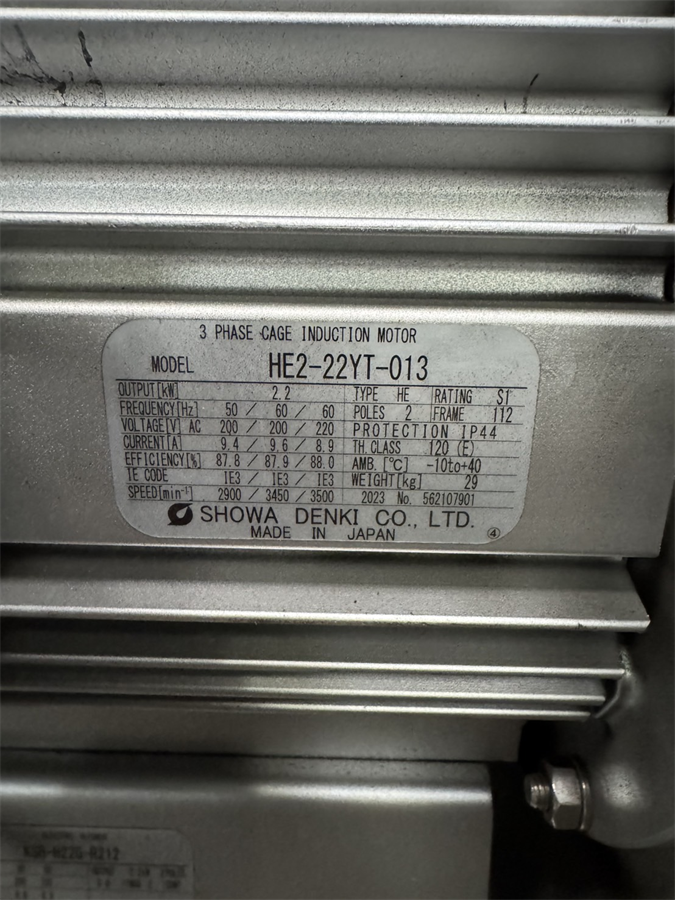 3 PHASE CAGE INDUCTION MOTOR
MODEL HE2-22YT-013
OUTPUT[kW] 2.2 TYPE HE RATING S1
FREQUENCY[Hz] 50 / 60 / 60 POLES 2 FRAME 112
VOLTAGE[V] AC 200 / 200 / 220 PROTECTION IP44
CURRENT[A] 9.4 / 9.6 / 8.9 TH.CLASS 120 (E)
EFFICIENCY[%] 87.8 / 87.9 / 88.0 AMB.[℃] -10to+40
IE CODE IE3 / IE3 / IE3 WEIGHT[kg] 29
SPEED[min⁻¹] 2900 / 3450 / 3500 2023 No. 562107901
SHOWA DENKI CO., LTD.
MADE IN JAPAN ④